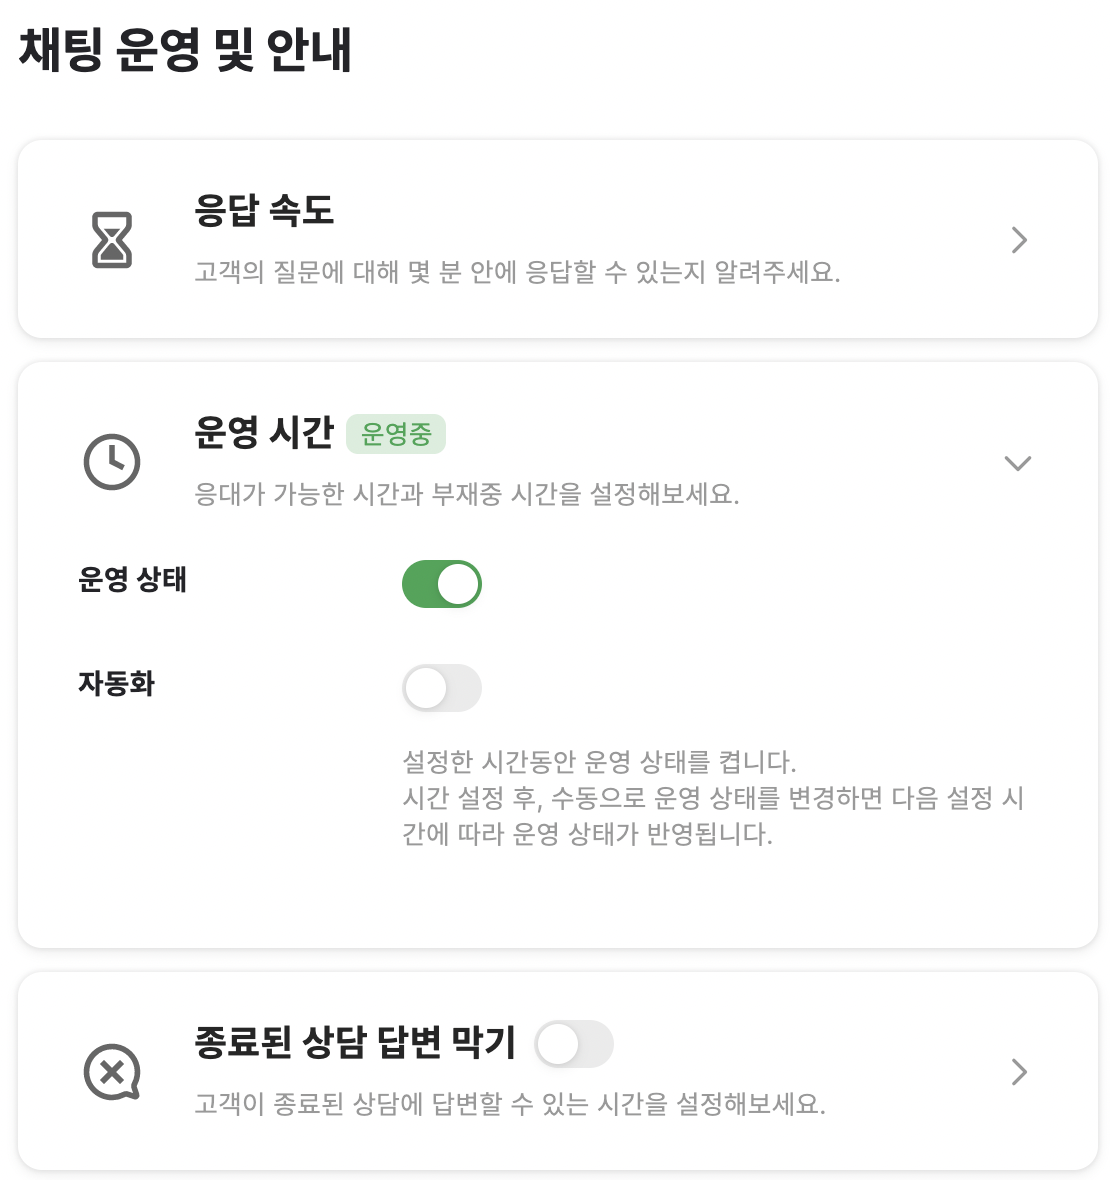 채팅 운영 및 안내
응답 속도
고객의 질문에 대해 몇 분 안에 응답할 수 있는지 알려주세요.
운영 시간 운영중
응대가 가능한 시간과 부재중 시간을 설정해보세요.
운영 상태
자동화
설정한 시간동안 운영 상태를 켭니다.
시간 설정 후, 수동으로 운영 상태를 변경하면 다음 설정 시
간에 따라 운영 상태가 반영됩니다.
종료된 상담 답변 막기
고객이 종료된 상담에 답변할 수 있는 시간을 설정해보세요.